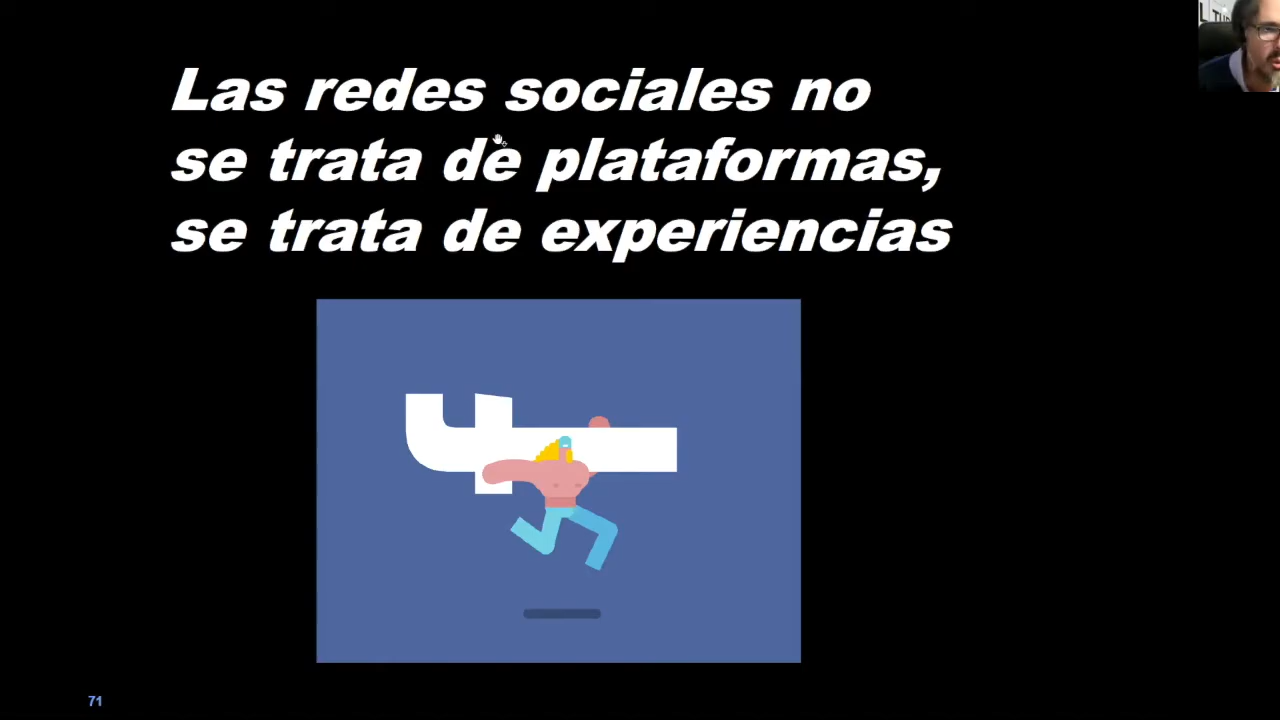 Las redes sociales no
se trata de plataformas,
se trata de experiencias
71